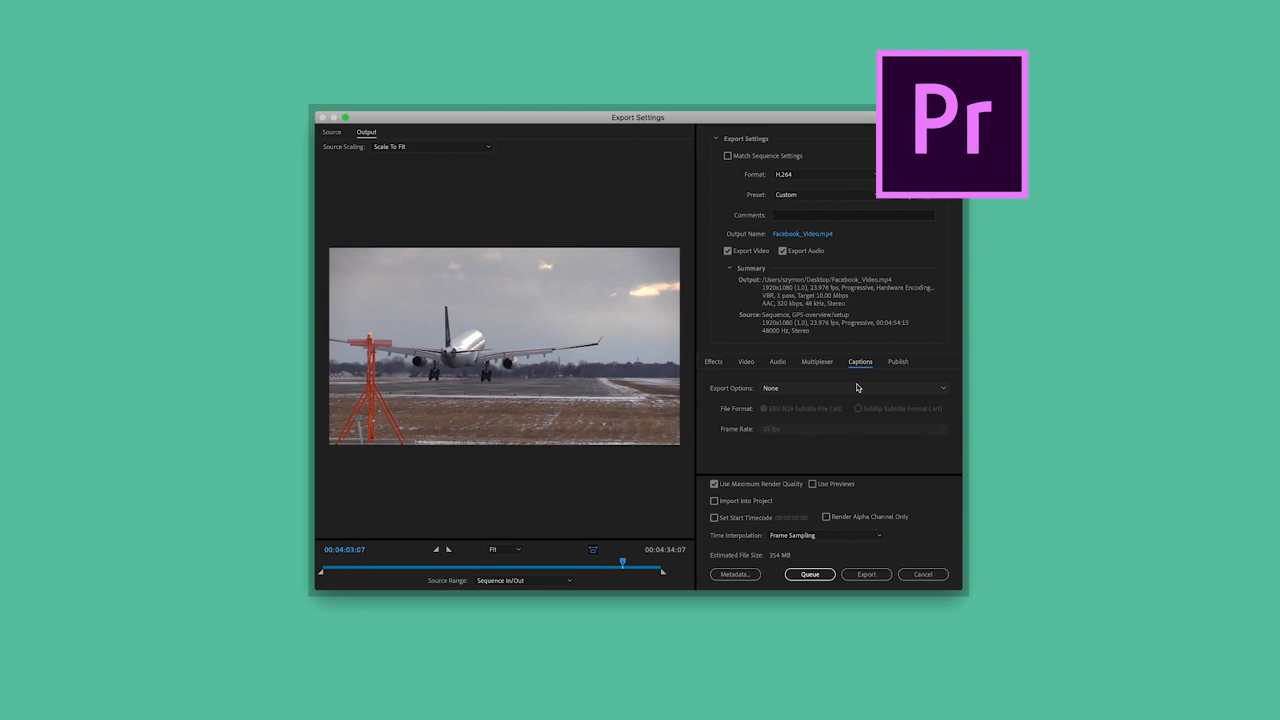 Pr
Export Settings
Source Output
Source Scaling: Scale To Fit
00:04:03:07 Fit 00:04:34:07
Source Range: Sequence In/Out
Export Settings
Match Sequence Settings
Format: H.264
Preset: Custom
Comments:
Output Name: Facebook_Video.mp4
Export Video Export Audio
Summary
Output: /Users/szymon/Desktop/Facebook_Video.mp4
1920x1080 (1.0), 23.976 fps, Progressive, Hardware Encoding...
VBR, 1 pass, Target 10.00 Mbps
AAC, 320 kbps, 48 kHz, Stereo
Source: Sequence, GPS-overview/setup
1920x1080 (1.0), 23.976 fps, Progressive, 00:04:54:15
48000 Hz, Stereo
Effects Video Audio Multiplexer Captions Publish
Export Options: None
File Format: EBU N19 Subtitle File (.stl) SubRip Subtitle Format (.srt)
Frame Rate: 25 fps
Use Maximum Render Quality Use Previews
Import Into Project
Set Start Timecode 00:00:00:00 Render Alpha Channel Only
Time Interpolation: Frame Sampling
Estimated File Size: 354 MB
Metadata... Queue Export Cancel